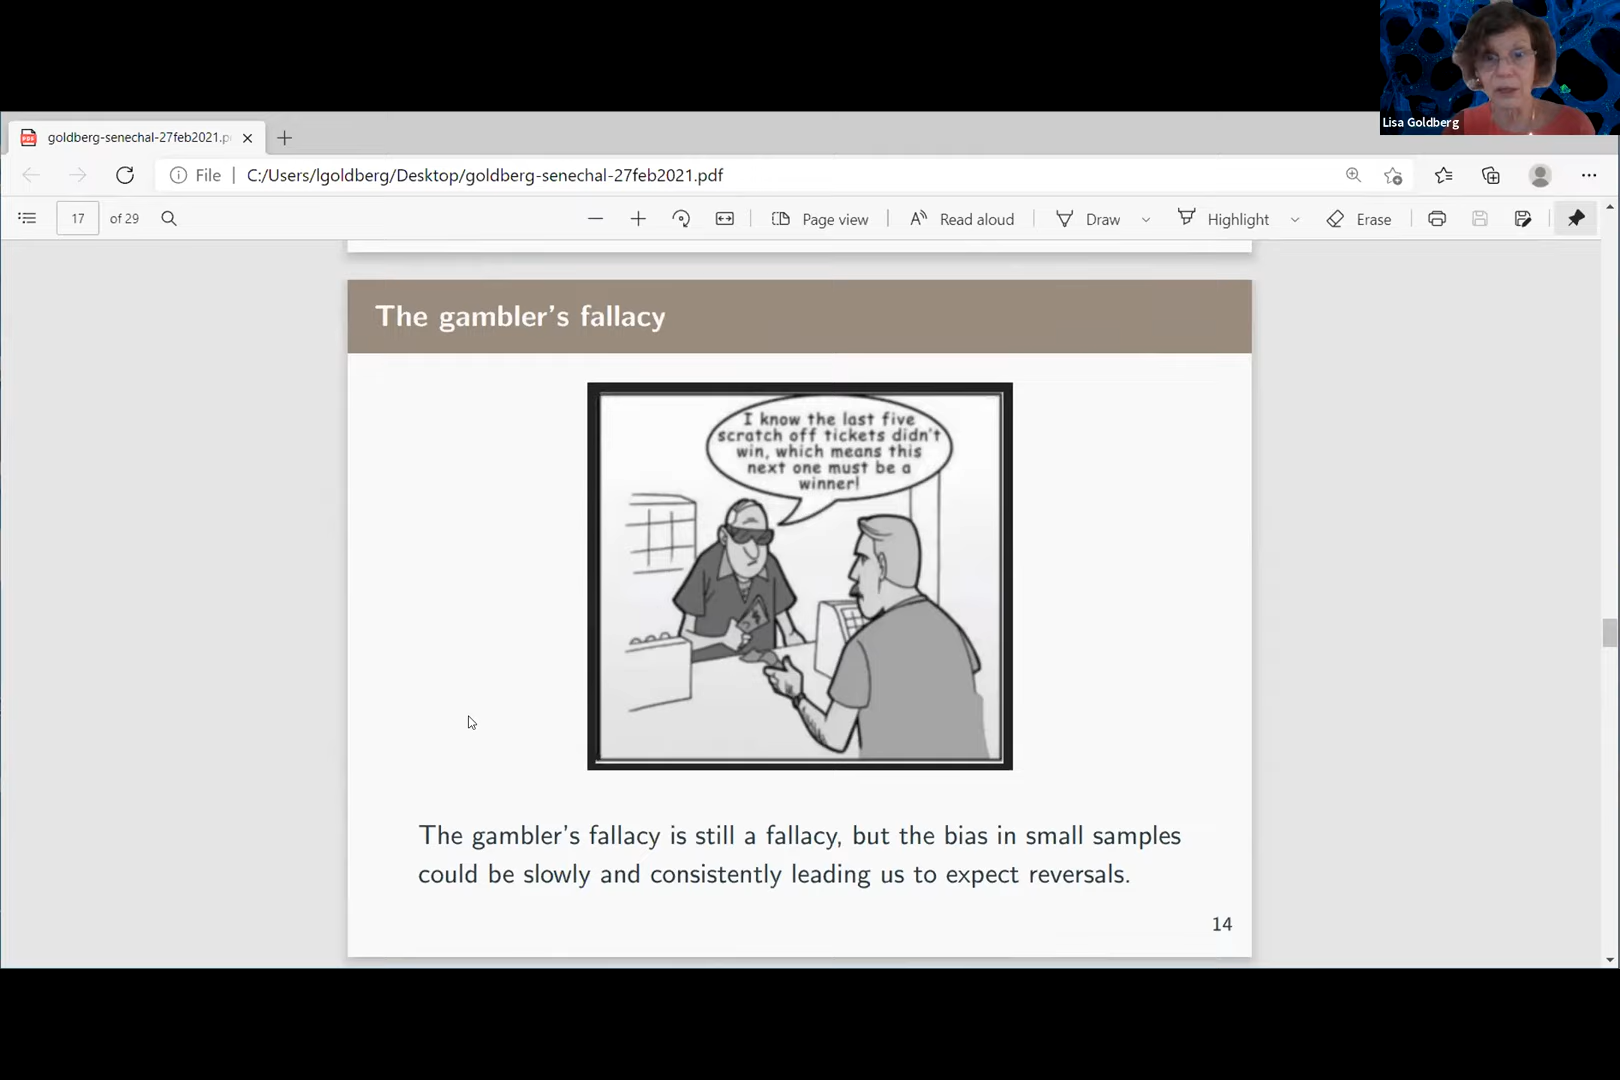 Lisa Goldberg
goldberg-senechal-27feb2021.p
File
C:/Users/lgoldberg/Desktop/goldberg-senechal-27feb2021.pdf
17 of 29
Page view
Read aloud
Draw
Highlight
Erase
The gambler's fallacy
I know the last five
scratch off tickets didn't
win, which means this
next one must be a
winner!
The gambler's fallacy is still a fallacy, but the bias in small samples
could be slowly and consistently leading us to expect reversals.
14